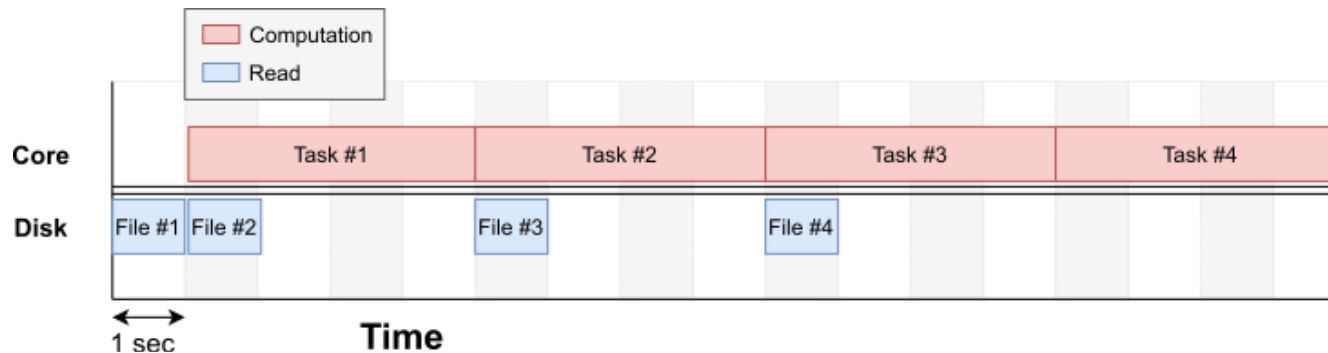 Computation
Read
Core
Task #1
Task #2
Task #3
Task #4
Disk
File #1
File #2
File #3
File #4
1 sec
Time